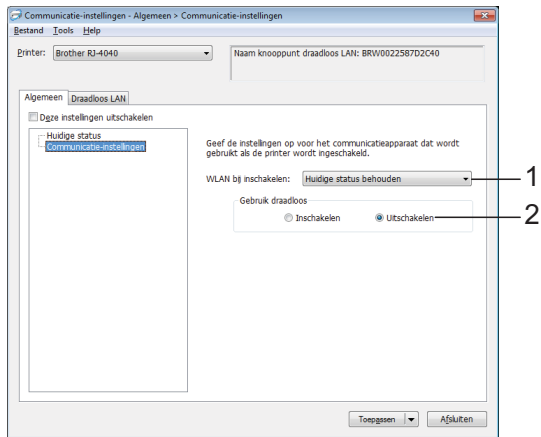 Communicatie-instellingen - Algemeen > Communicatie-instellingen
Bestand Tools Help
Printer: Brother RJ-4040
Naam knooppunt draadloos LAN: BRW0022587D2C40
Algemeen Draadloos LAN
Deze instellingen uitschakelen
Huidige status
Communicatie-instellingen
Geef de instellingen op voor het communicatieapparaat dat wordt
gebruikt als de printer wordt ingeschakeld.
WLAN bij inschakelen: Huidige status behouden
1
Gebruik draadloos
Inschakelen Uitschakelen
2
Toepassen Afsluiten